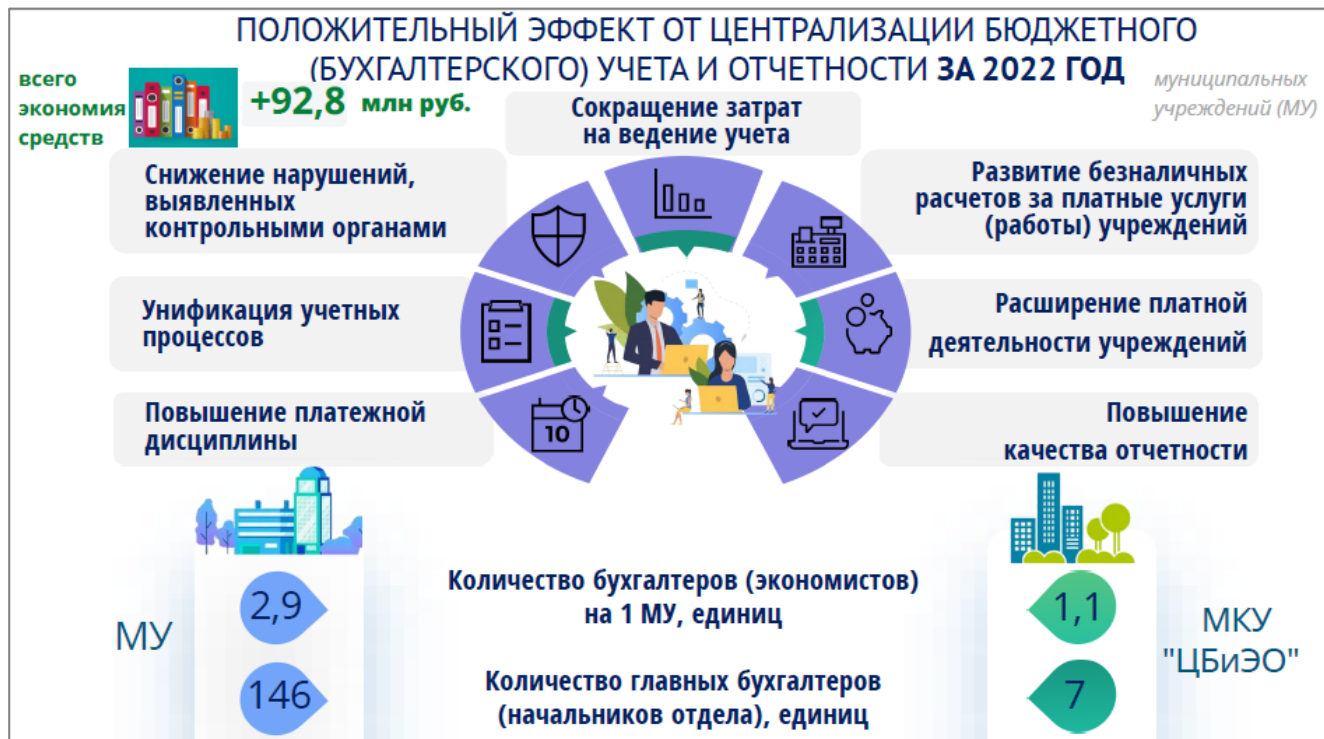 ПОЛОЖИТЕЛЬНЫЙ ЭФФЕКТ ОТ ЦЕНТРАЛИЗАЦИИ БЮДЖЕТНОГО
(БУХГАЛТЕРСКОГО) УЧЕТА И ОТЧЕТНОСТИ ЗА 2022 ГОД
всего
экономия
средств
+92,8 млн руб.
муниципальных
учреждений (МУ)
Сокращение затрат
на ведение учета
Снижение нарушений,
выявленных
контрольными органами
Развитие безналичных
расчетов за платные услуги
(работы) учреждений
Унификация учетных
процессов
Расширение платной
деятельности учреждений
Повышение платежной
дисциплины
10
Повышение
качества отчетности
МУ
2,9
Количество бухгалтеров (экономистов)
на 1 МУ, единиц
1,1
МКУ
"ЦБиЭО"
146
Количество главных бухгалтеров
(начальников отдела), единиц
7